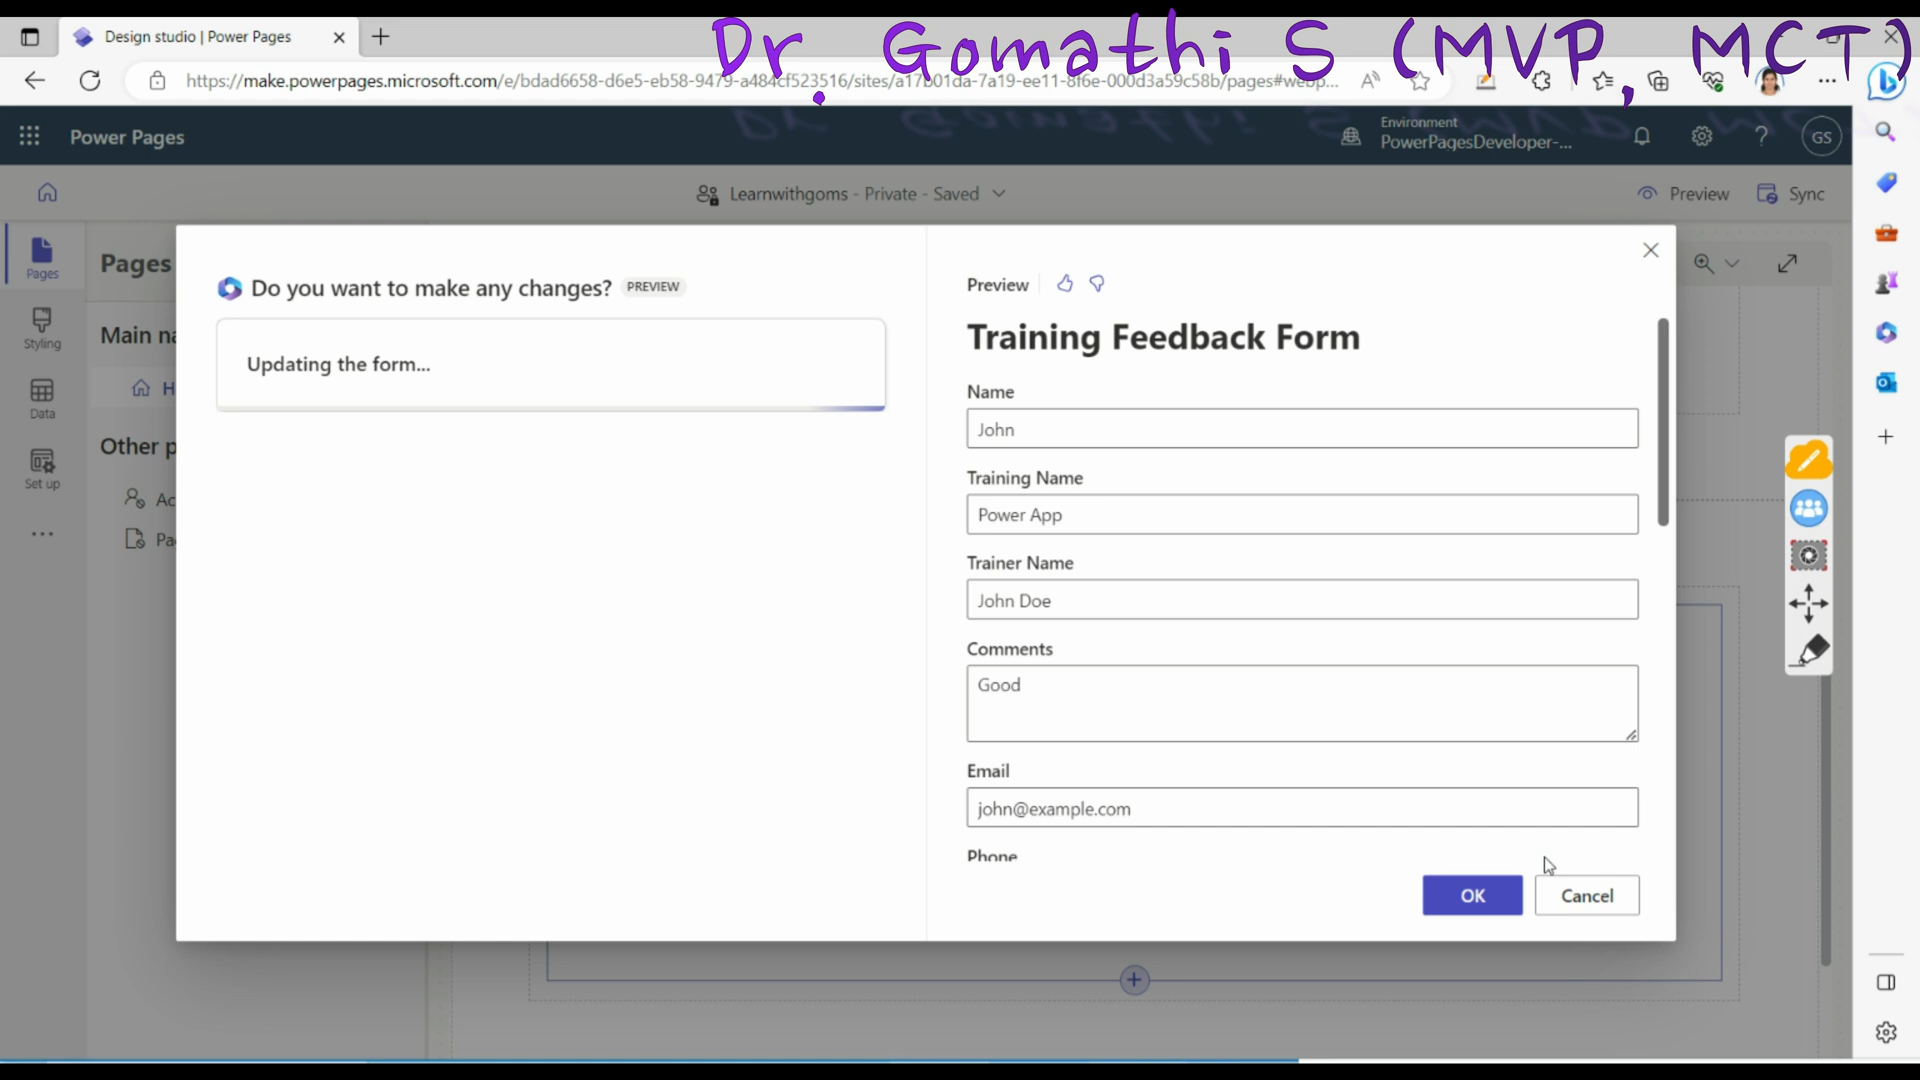 Design studio | Power Pages
Dr. Gomathi S (MVP, MCT)
https://make.powerpages.microsoft.com/e/bdad6658-d6e5-eb58-9479-a484cf523516/sites/a17b01da-7a19-ee11-8f6e-000d3a59c58b/pages#webp...
Power Pages
Environment
PowerPagesDeveloper-...
GS
Learnwithgoms - Private - Saved
Preview
Sync
Pages
Styling
Data
Set up
Pages
Main na
H
Other p
Ac
Pa
Do you want to make any changes? PREVIEW
Updating the form...
Preview
Training Feedback Form
Name
John
Training Name
Power App
Trainer Name
John Doe
Comments
Good
Email
john@example.com
Phone
OK
Cancel